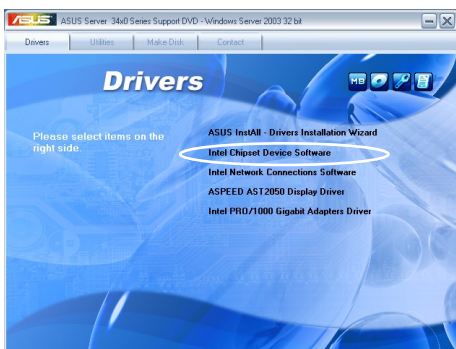 ASUS ASUS Server 34x0 Series Support DVD - Windows Server 2003 32 bit
Drivers Utilities Make Disk Contact
Drivers
MB
Please select items on the
right side.
ASUS InstAll - Drivers Installation Wizard
Intel Chipset Device Software
Intel Network Connections Software
ASPEED AST2050 Display Driver
Intel PRO/1000 Gigabit Adapters Driver